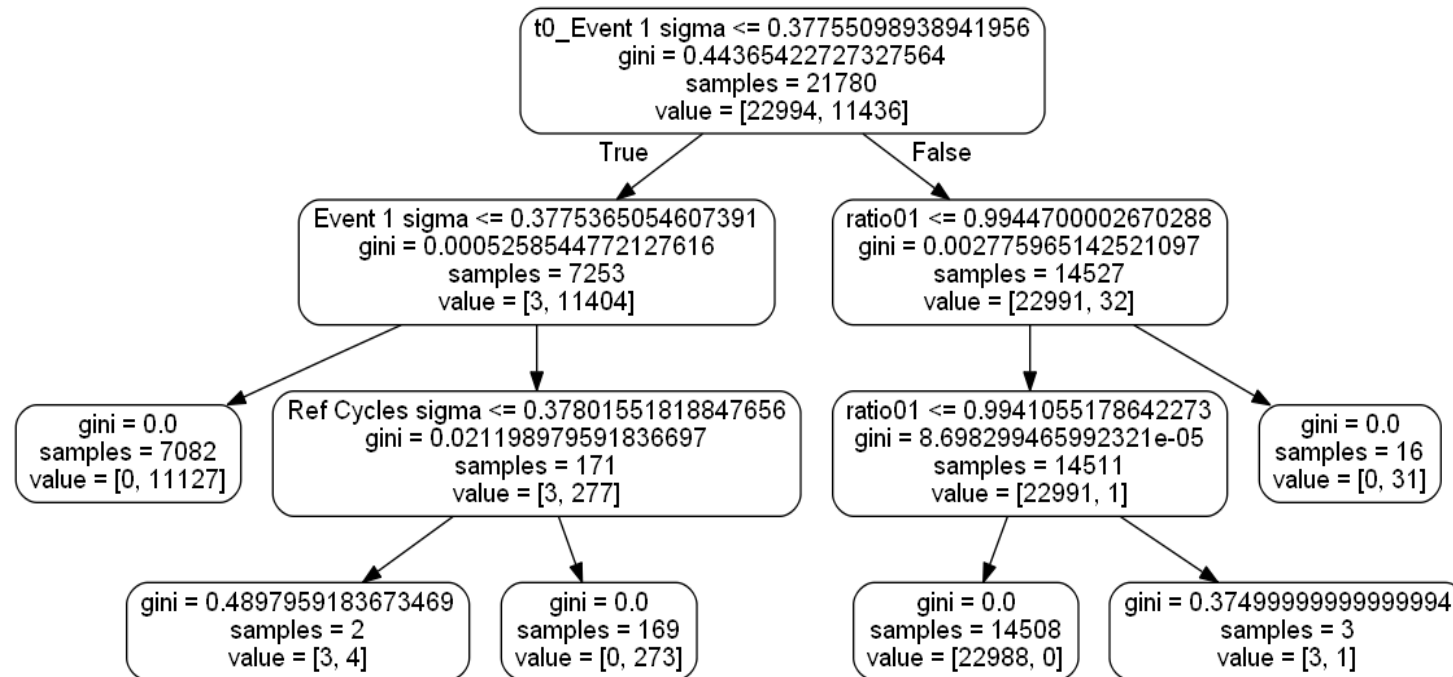 t0_Event 1 sigma <= 0.37755098938941956
gini = 0.44365422727327564
samples = 21780
value = [22994, 11436]
True
False
Event 1 sigma <= 0.3775365054607391
gini = 0.0005258544772127616
samples = 7253
value = [3, 11404]
ratio01 <= 0.9944700002670288
gini = 0.002775965142521097
samples = 14527
value = [22991, 32]
gini = 0.0
samples = 7082
value = [0, 11127]
Ref Cycles sigma <= 0.37801551818847656
gini = 0.021198979591836697
samples = 171
value = [3, 277]
ratio01 <= 0.9941055178642273
gini = 8.698299465992321e-05
samples = 14511
value = [22991, 1]
gini = 0.0
samples = 16
value = [0, 31]
gini = 0.4897959183673469
samples = 2
value = [3, 4]
gini = 0.0
samples = 169
value = [0, 273]
gini = 0.0
samples = 14508
value = [22988, 0]
gini = 0.37499999999999994
samples = 3
value = [3, 1]